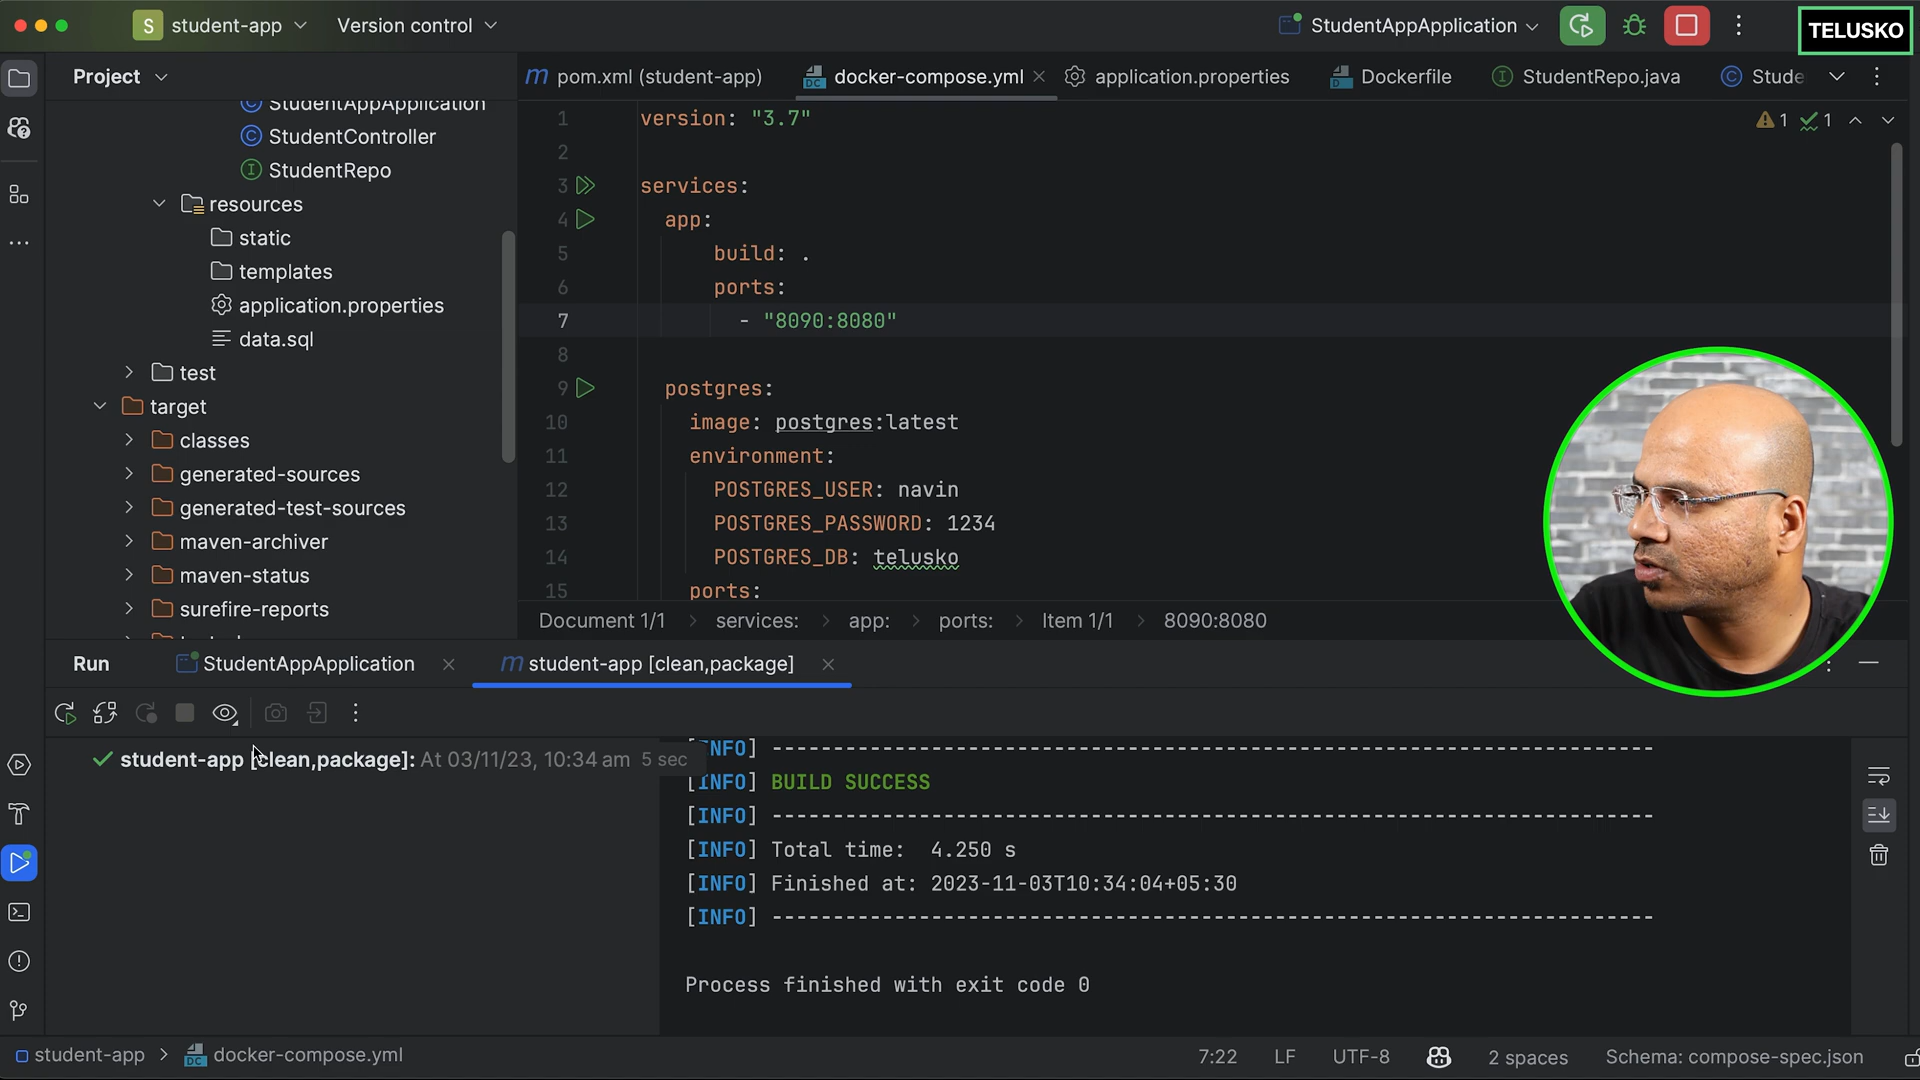 S student-app Version control StudentAppApplication TELUSKO
Project
StudentAppApplication
StudentController
StudentRepo
resources
static
templates
application.properties
data.sql
test
target
classes
generated-sources
generated-test-sources
maven-archiver
maven-status
surefire-reports
m pom.xml (student-app) docker-compose.yml application.properties Dockerfile StudentRepo.java Stude
1 version: "3.7" 1 1
2
3 services:
4 app:
5 build: .
6 ports:
7 - "8090:8080"
8
9 postgres:
10 image: postgres:latest
11 environment:
12 POSTGRES_USER: navin
13 POSTGRES_PASSWORD: 1234
14 POSTGRES_DB: telusko
15 ports:
Document 1/1 services: app: ports: Item 1/1 8090:8080
Run StudentAppApplication m student-app [clean,package]
student-app [clean,package]: At 03/11/23, 10:34 am 5 sec
[INFO] ------------------------------------------------------------------------
[INFO] BUILD SUCCESS
[INFO] ------------------------------------------------------------------------
[INFO] Total time:  4.250 s
[INFO] Finished at: 2023-11-03T10:34:04+05:30
[INFO] ------------------------------------------------------------------------
Process finished with exit code 0
student-app > docker-compose.yml 7:22 LF UTF-8 2 spaces Schema: compose-spec.json